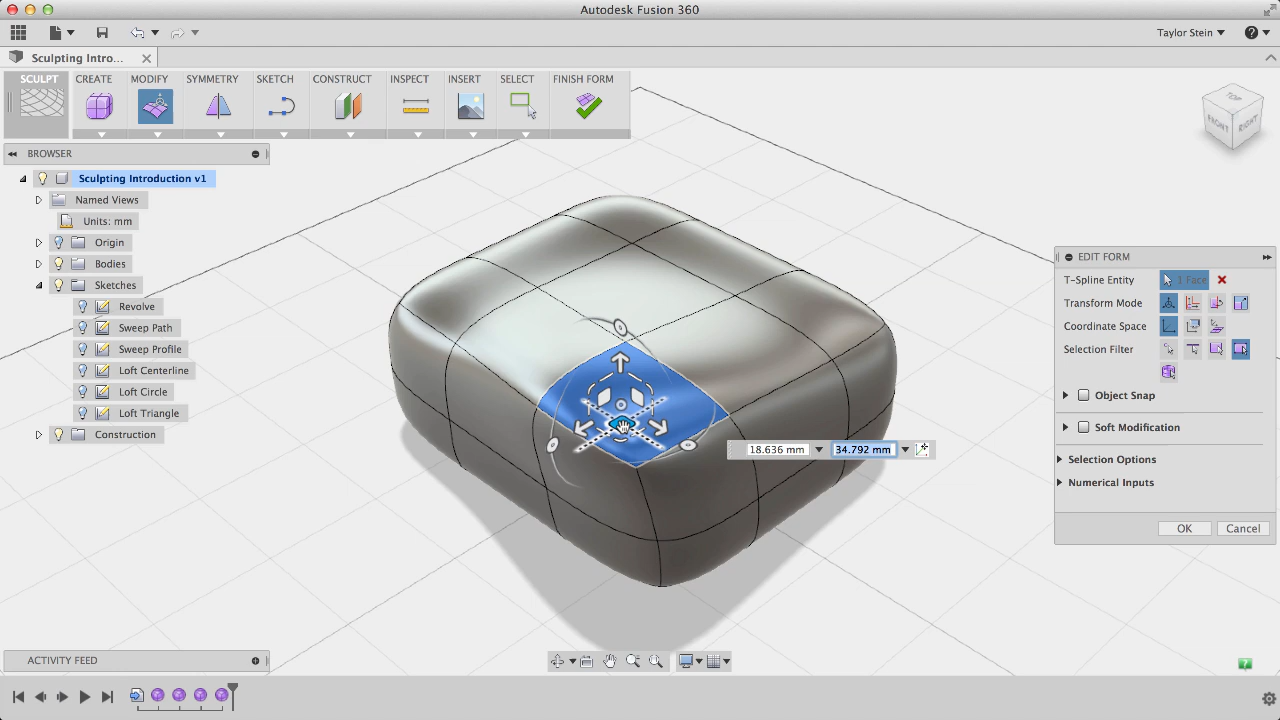 Autodesk Fusion 360
Taylor Stein
Sculpting Intro...
SCULPT CREATE MODIFY SYMMETRY SKETCH CONSTRUCT INSPECT INSERT SELECT FINISH FORM
TOP
FRONT RIGHT
BROWSER
Sculpting Introduction v1
Named Views
Units: mm
Origin
Bodies
Sketches
Revolve
Sweep Path
Sweep Profile
Loft Centerline
Loft Circle
Loft Triangle
Construction
18.636 mm 34.792 mm
EDIT FORM
T-Spline Entity 1 Face
Transform Mode
Coordinate Space
Selection Filter
Object Snap
Soft Modification
Selection Options
Numerical Inputs
OK Cancel
ACTIVITY FEED